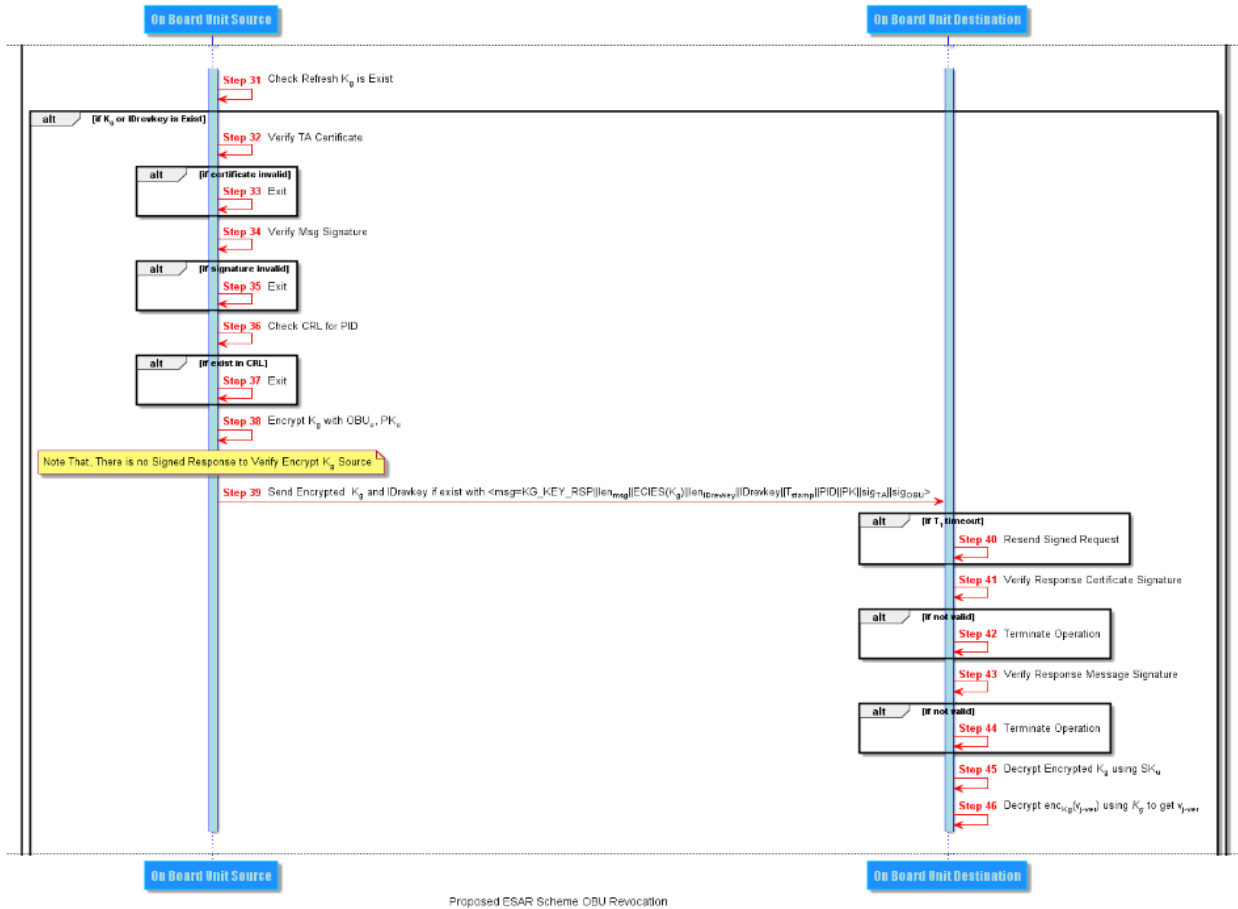 On Board Unit Source
On Board Unit Destination
Step 31 Check Refresh Kg is Exist
alt [if Kg or IDrevkey is Exist]
Step 32 Verify TA Certificate
alt [if certificate invalid]
Step 33 Exit
Step 34 Verify Msg Signature
alt [if signature invalid]
Step 35 Exit
Step 36 Check CRL for PID
alt [if exist in CRL]
Step 37 Exit
Step 38 Encrypt Kg with OBUu, PKu
Note That, There is no Signed Response to Verify Encrypt Kg Source
Step 39 Send Encrypted Kg and IDrevkey if exist with <msg=KG_KEY_RSP||lenmsg||ECIES(Kg)||lenIDrevkey||IDrevkey||Tstamp||PID||PK||sigTA||sigOBU>
alt [if T1 timeout]
Step 40 Resend Signed Request
Step 41 Verify Response Certificate Signature
alt [if not valid]
Step 42 Terminate Operation
Step 43 Verify Response Message Signature
alt [if not valid]
Step 44 Terminate Operation
Step 45 Decrypt Encrypted Kg using SKu
Step 46 Decrypt encKg(vj-ver) using Kg to get vj-ver
On Board Unit Source
On Board Unit Destination
Proposed ESAR Scheme OBU Revocation